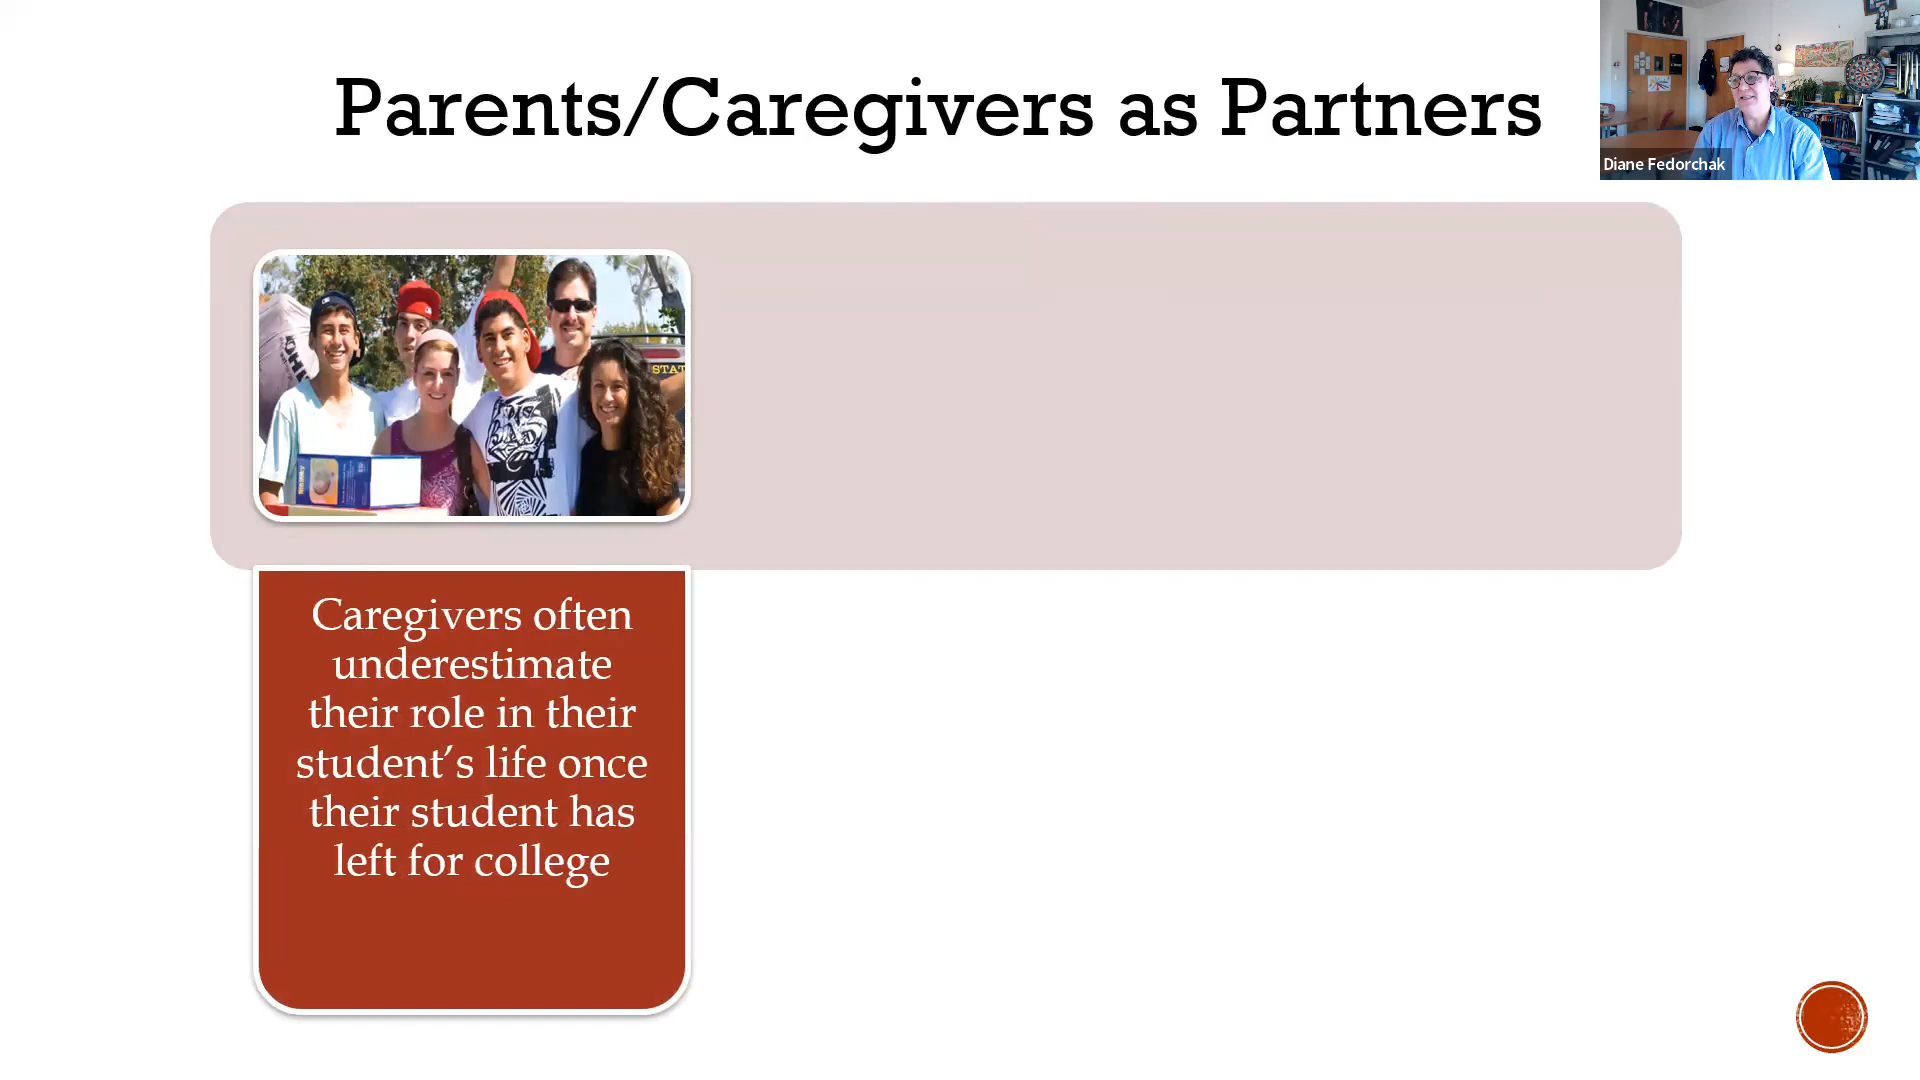 Parents/Caregivers as Partners
Diane Fedorchak
STAT
Caregivers often
underestimate
their role in their
student’s life once
their student has
left for college